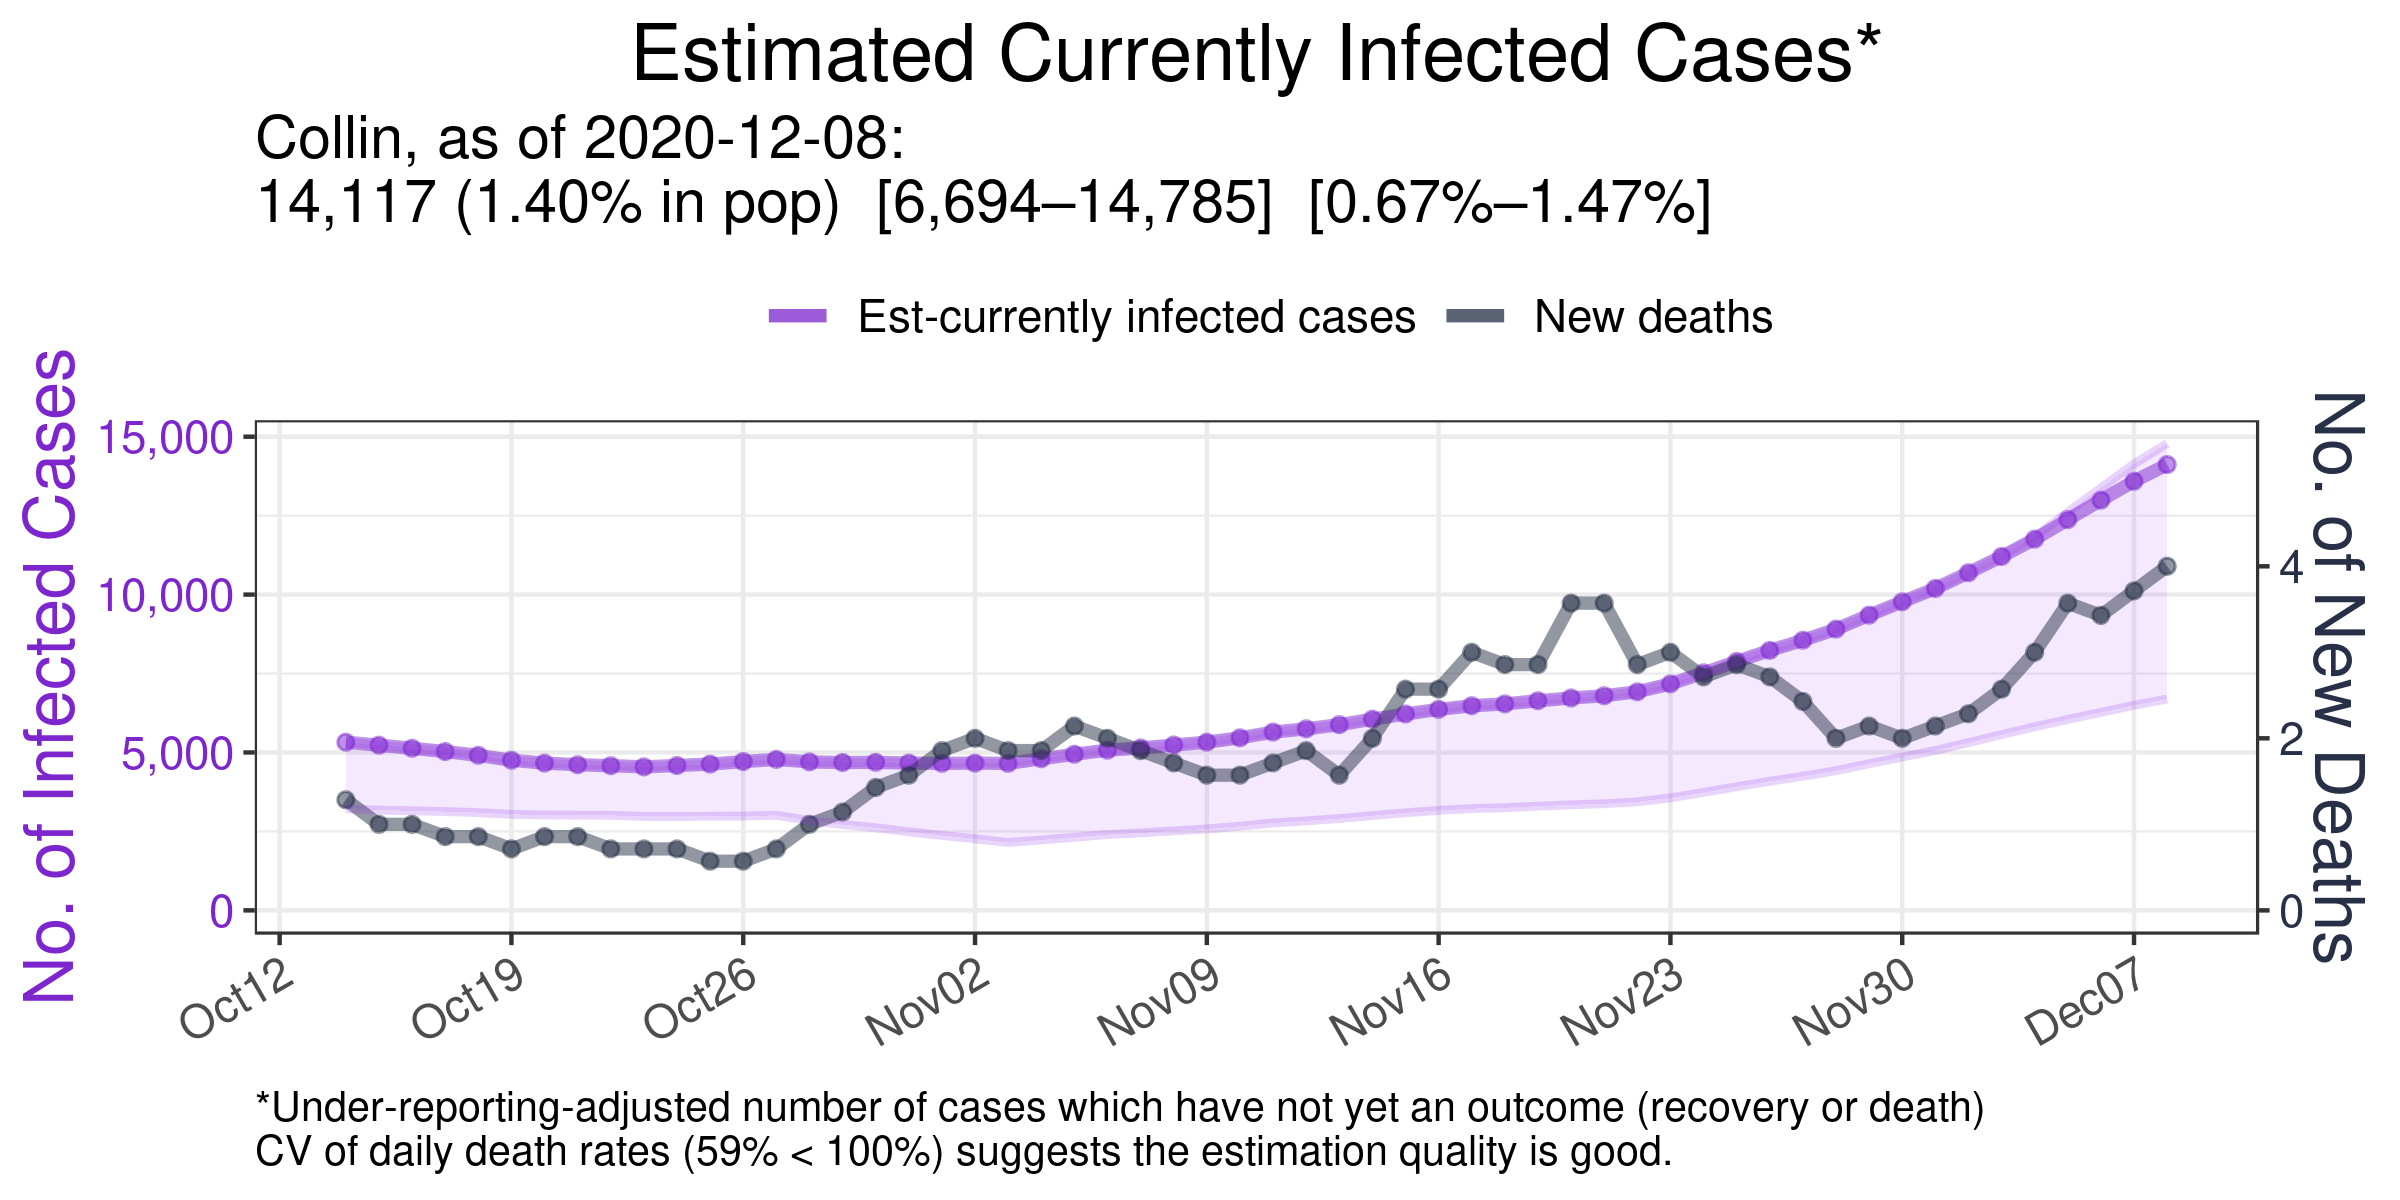 Estimated Currently Infected Cases*
Collin, as of 2020-12-08:
14,117 (1.40% in pop)  [6,694–14,785]  [0.67%–1.47%]
Est-currently infected cases
New deaths
No. of Infected Cases
15,000
10,000
5,000
0
4
2
0
No. of New Deaths
Oct12
Oct19
Oct26
Nov02
Nov09
Nov16
Nov23
Nov30
Dec07
*Under-reporting-adjusted number of cases which have not yet an outcome (recovery or death)
CV of daily death rates (59% < 100%) suggests the estimation quality is good.